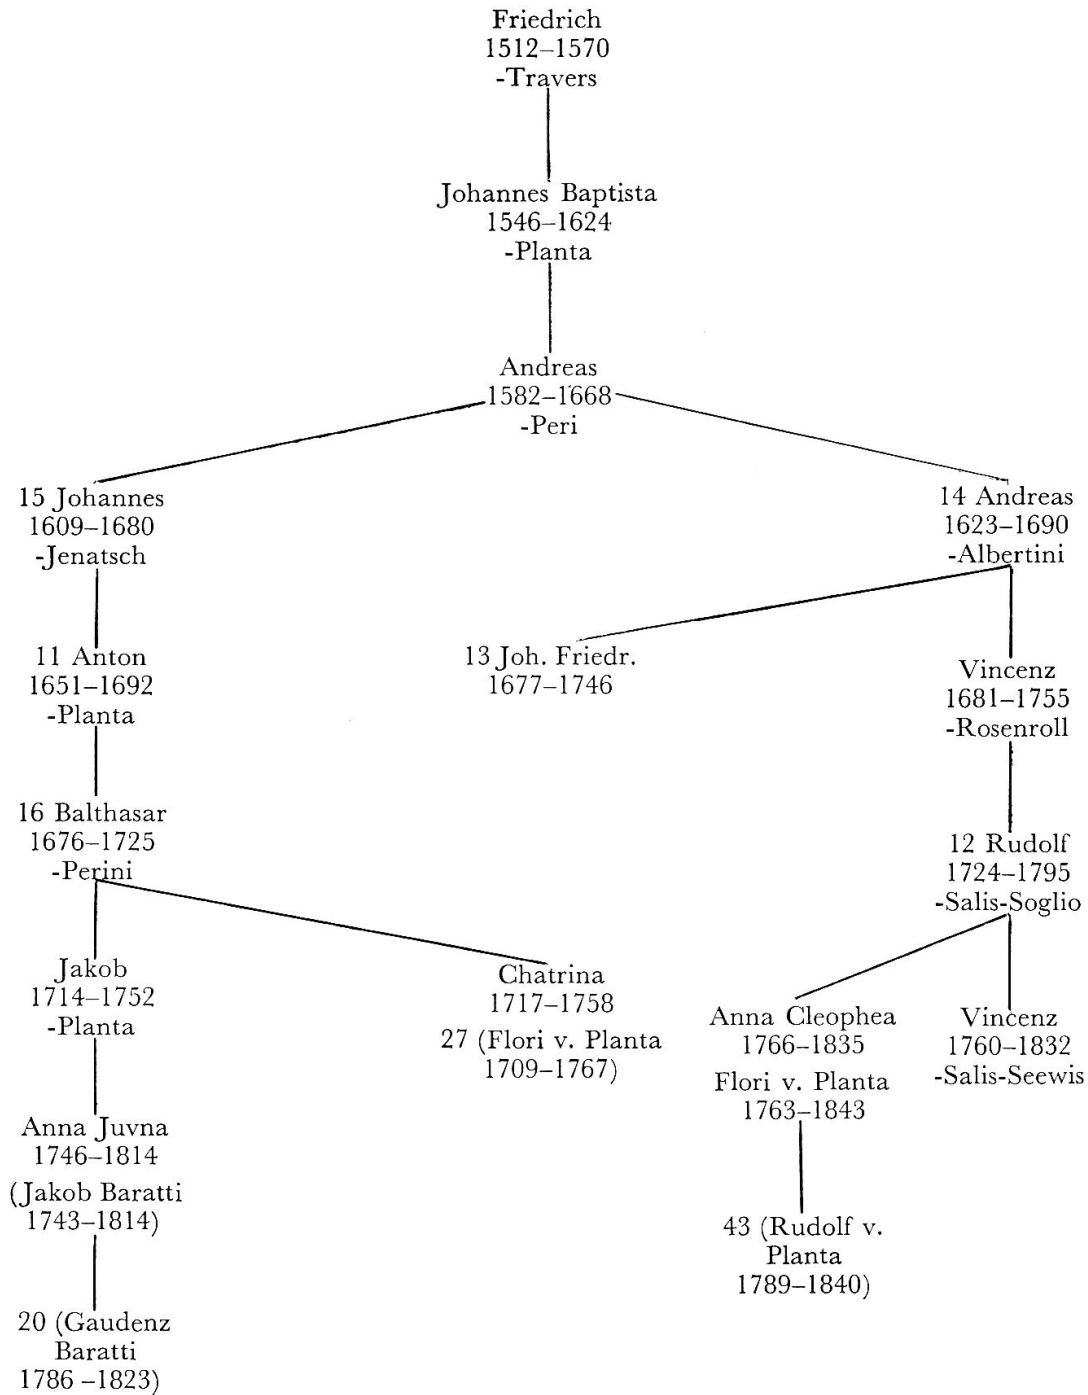 Friedrich
1512–1570
-Travers
Johannes Baptista
1546–1624
-Planta
Andreas
1582–1668
-Peri
15 Johannes
1609–1680
-Jenatsch
14 Andreas
1623–1690
-Albertini
11 Anton
1651–1692
-Planta
13 Joh. Friedr.
1677–1746
Vincenz
1681–1755
-Rosenroll
16 Balthasar
1676–1725
-Perini
12 Rudolf
1724–1795
-Salis-Soglio
Jakob
1714–1752
-Planta
Chatrina
1717–1758
27 (Flori v. Planta
1709–1767)
Anna Cleophea
1766–1835
Flori v. Planta
1763–1843
Vincenz
1760–1832
-Salis-Seewis
Anna Juvna
1746–1814
(Jakob Baratti
1743–1814)
43 (Rudolf v.
Planta
1789–1840)
20 (Gaudenz
Baratti
1786 –1823)